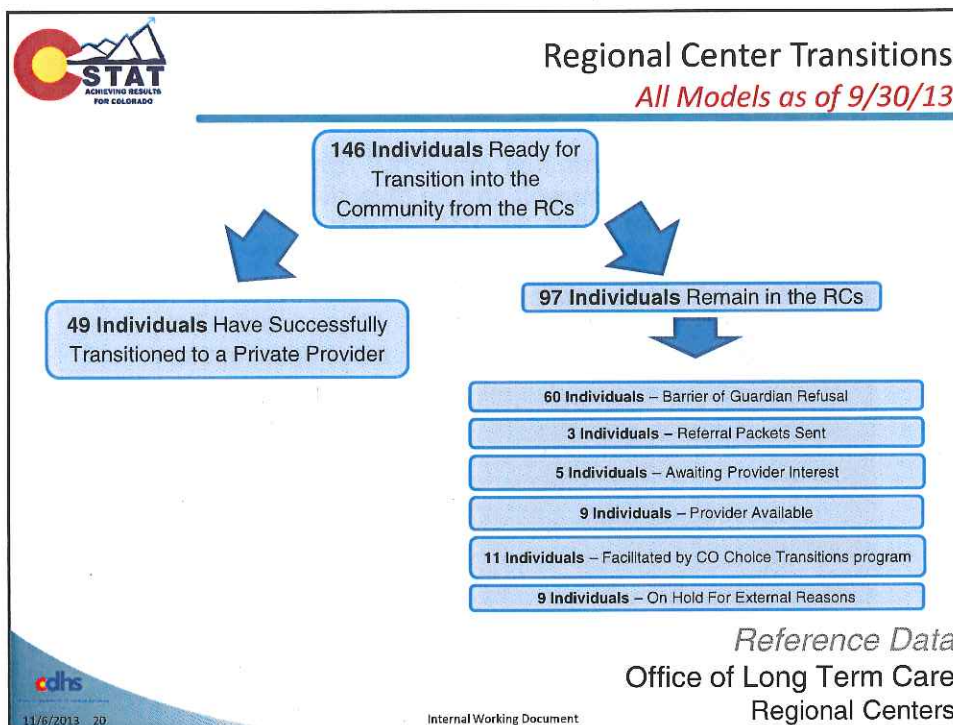 C
STAT
ACHIEVING RESULTS
FOR COLORADO
Regional Center Transitions
All Models as of 9/30/13
146 Individuals Ready for
Transition into the
Community from the RCs
49 Individuals Have Successfully
Transitioned to a Private Provider
97 Individuals Remain in the RCs
60 Individuals – Barrier of Guardian Refusal
3 Individuals – Referral Packets Sent
5 Individuals – Awaiting Provider Interest
9 Individuals – Provider Available
11 Individuals – Facilitated by CO Choice Transitions program
9 Individuals – On Hold For External Reasons
Reference Data
Office of Long Term Care
Regional Centers
cdhs
11/6/2013 20
Internal Working Document